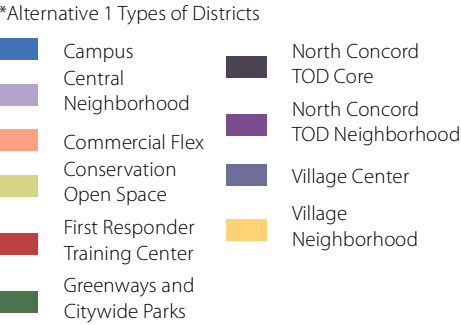 *Alternative 1 Types of Districts
Campus
Central
Neighborhood
Commercial Flex
Conservation
Open Space
First Responder
Training Center
Greenways and
Citywide Parks
North Concord
TOD Core
North Concord
TOD Neighborhood
Village Center
Village
Neighborhood